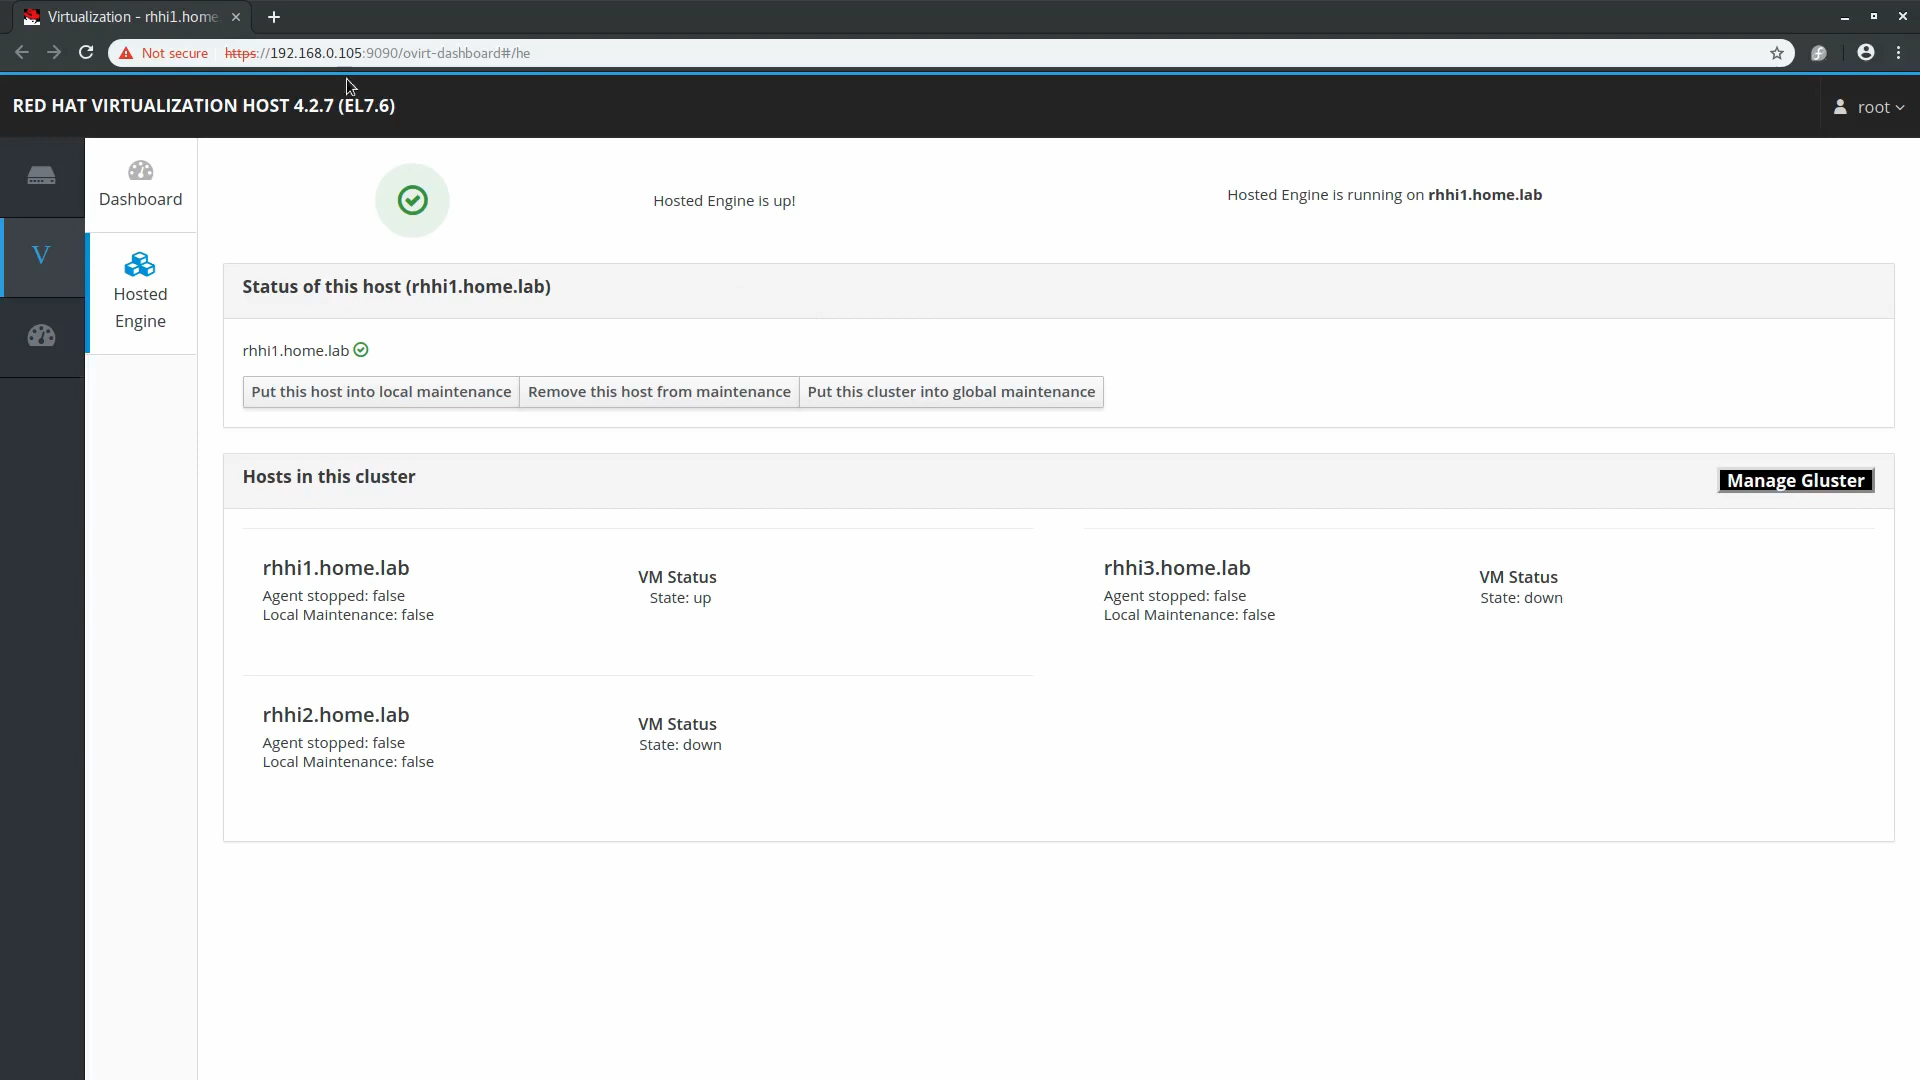 Virtualization - rhhi1.home
Not secure https://192.168.0.105:9090/ovirt-dashboard#/he
RED HAT VIRTUALIZATION HOST 4.2.7 (EL7.6)
root
Dashboard
V
Hosted
Engine
Hosted Engine is up!
Hosted Engine is running on rhhi1.home.lab
Status of this host (rhhi1.home.lab)
rhhi1.home.lab
Put this host into local maintenance
Remove this host from maintenance
Put this cluster into global maintenance
Hosts in this cluster
Manage Gluster
rhhi1.home.lab
Agent stopped: false
Local Maintenance: false
VM Status
State: up
rhhi3.home.lab
Agent stopped: false
Local Maintenance: false
VM Status
State: down
rhhi2.home.lab
Agent stopped: false
Local Maintenance: false
VM Status
State: down